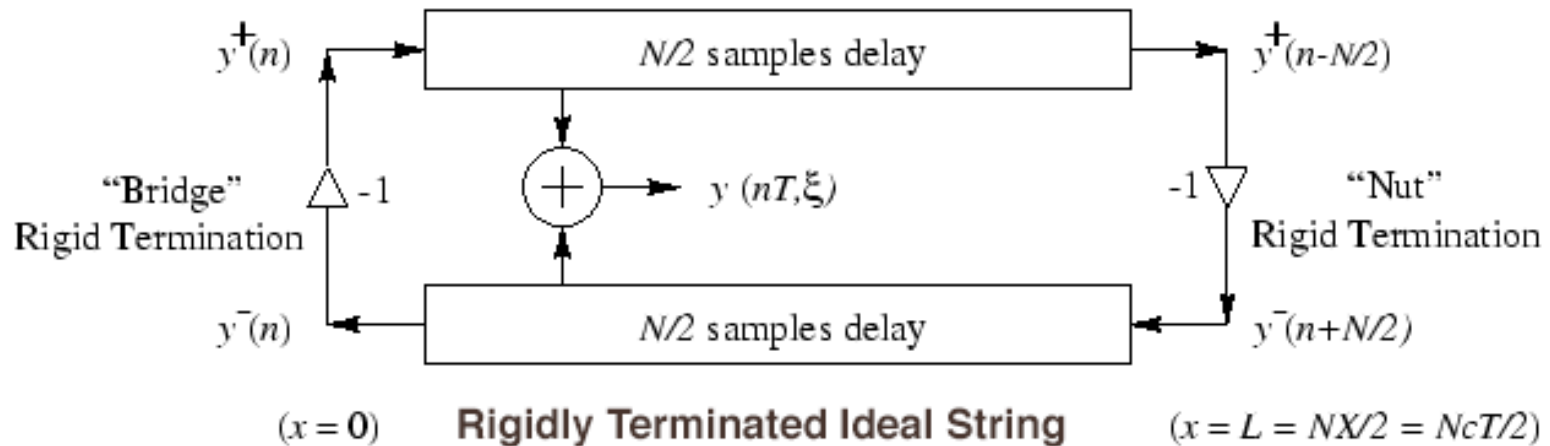 y⁺(n)
N/2 samples delay
y⁺(n-N/2)
“Bridge”
Rigid Termination
-1
y (nT,ξ)
-1
“Nut”
Rigid Termination
y⁻(n)
N/2 samples delay
y⁻(n+N/2)
(x = 0)
Rigidly Terminated Ideal String
(x = L = NX/2 = NcT/2)